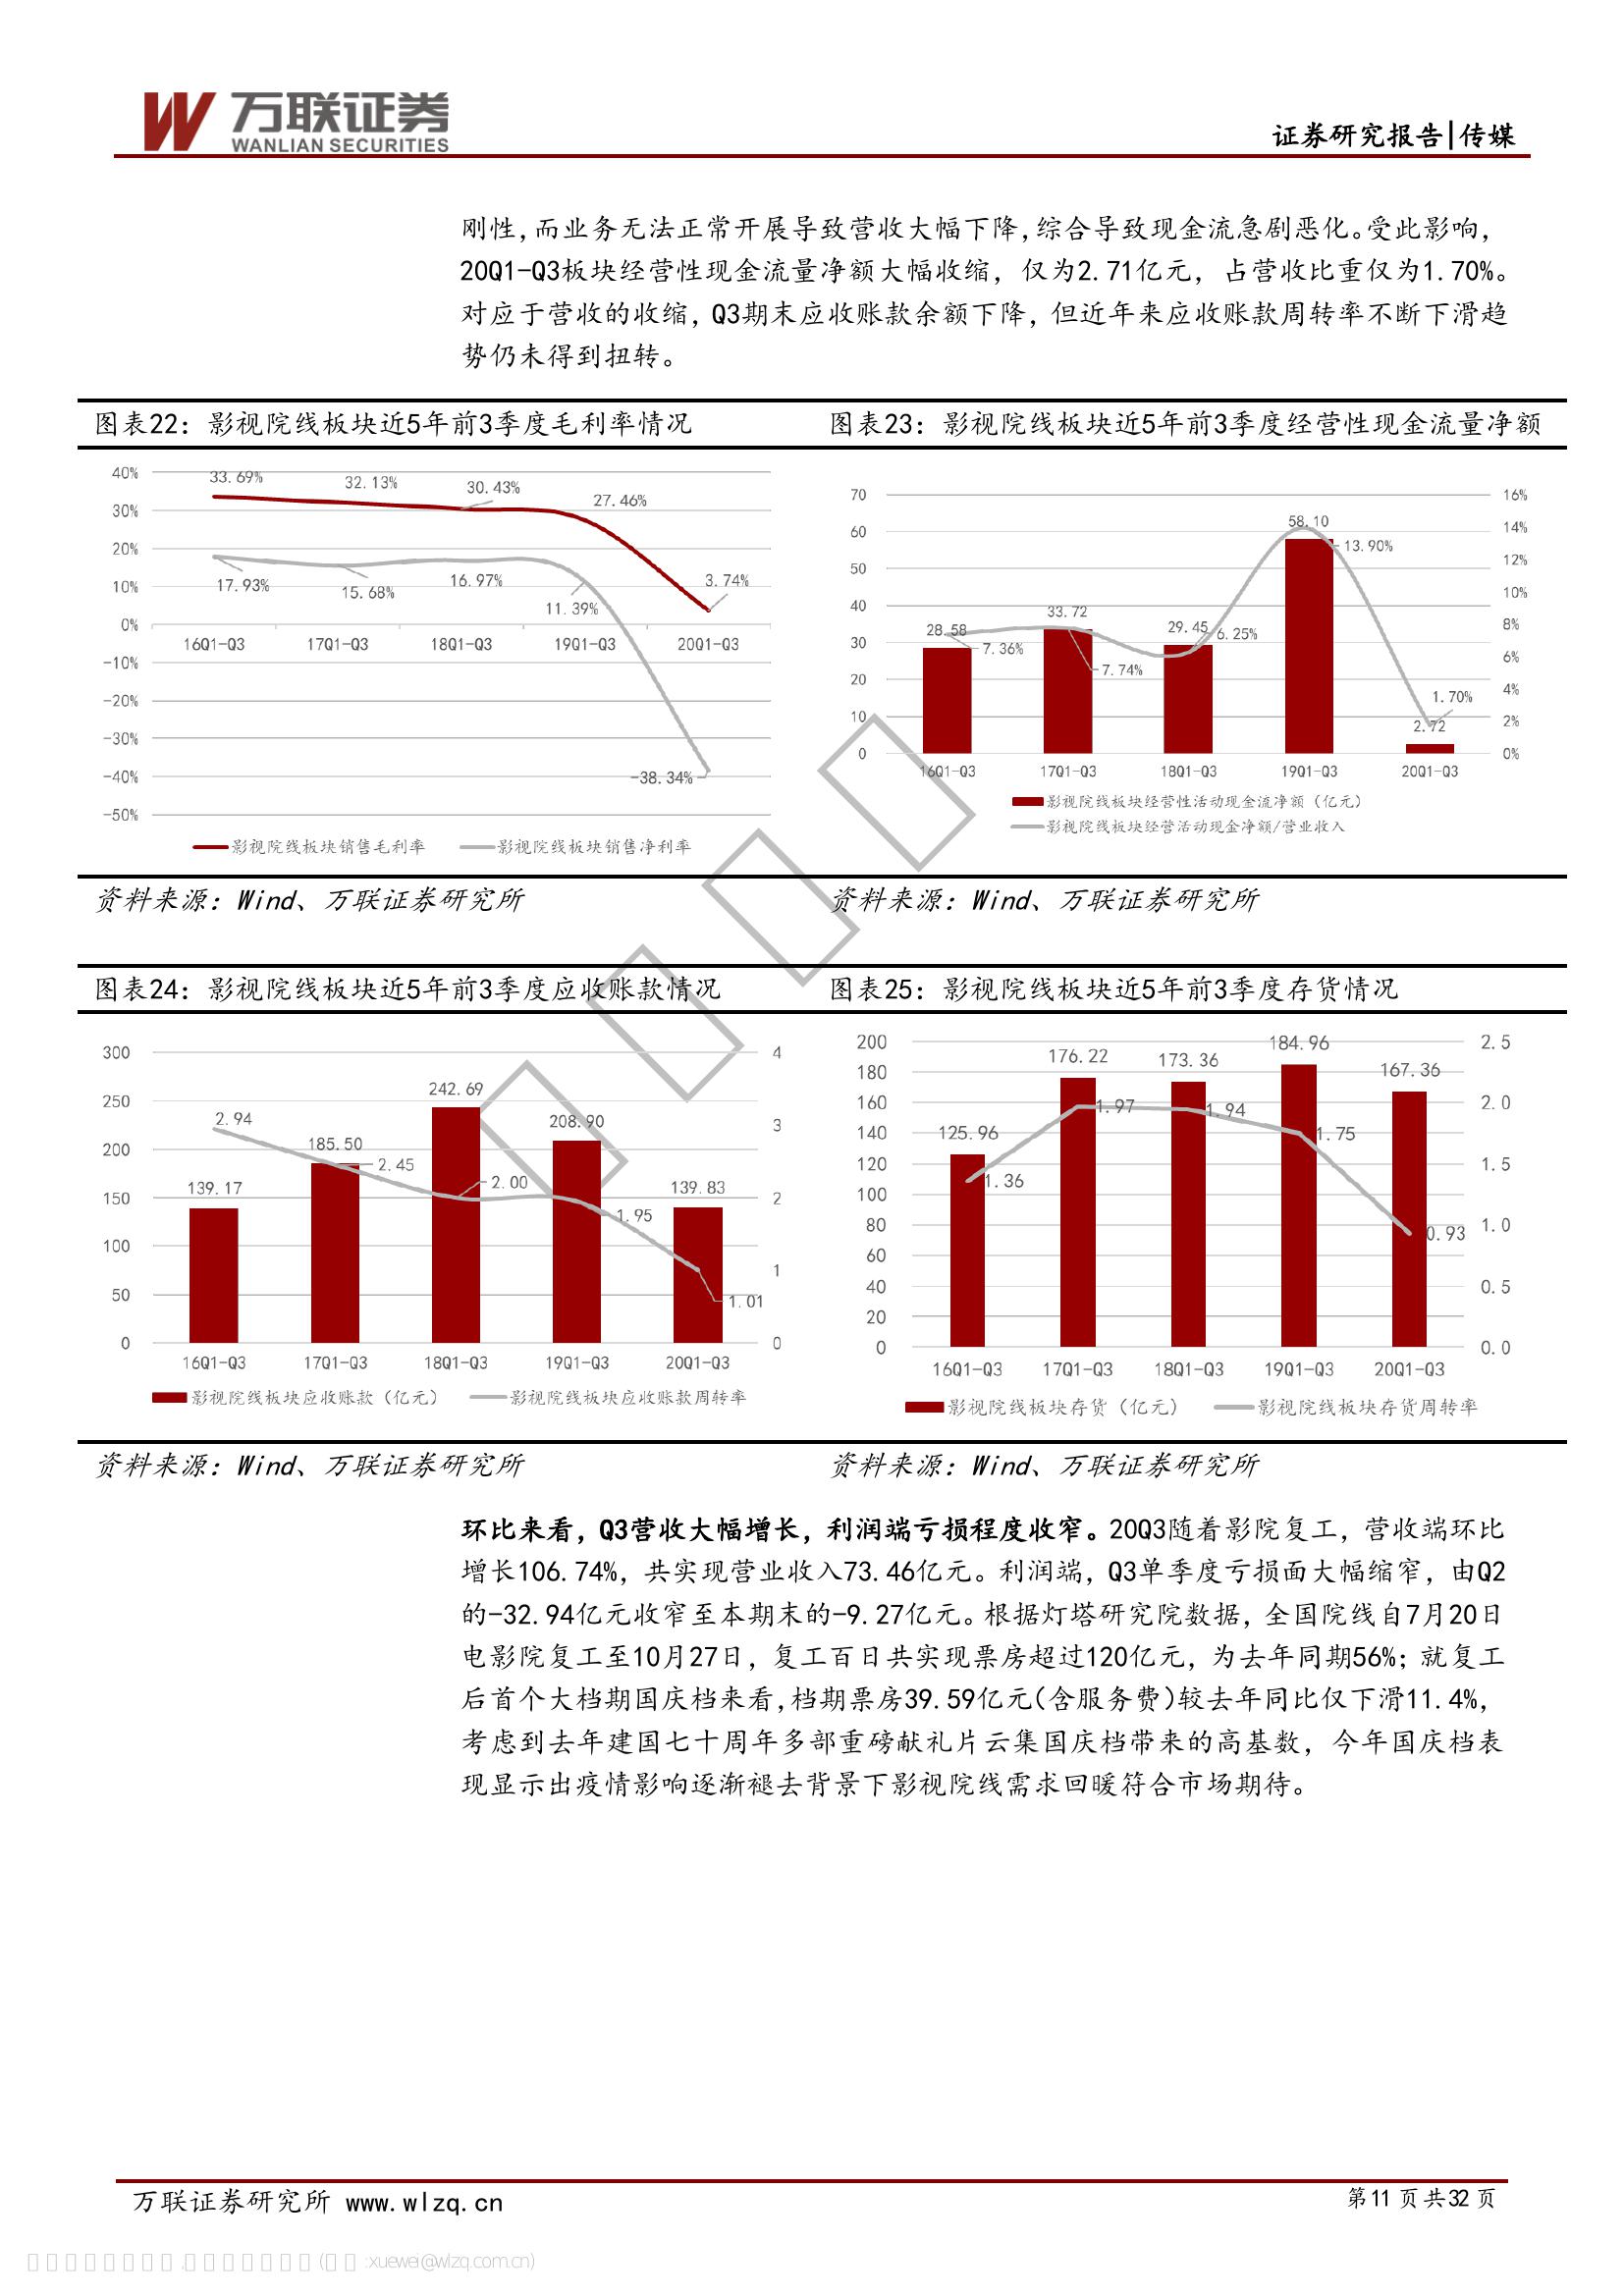 万联证券
WANLIAN SECURITIES
证券研究报告|传媒
刚性,而业务无法正常开展导致营收大幅下降,综合导致现金流急剧恶化。受此影响,
20Q1-Q3板块经营性现金流量净额大幅收缩，仅为2.71亿元，占营收比重仅为1.70%。
对应于营收的收缩，Q3期末应收账款余额下降，但近年来应收账款周转率不断下滑趋
势仍未得到扭转。
图表22：影视院线板块近5年前3季度毛利率情况
40%
30%
20%
10%
0%
-10%
-20%
-30%
-40%
-50%
33.69%
32.13%
30.43%
27.46%
3.74%
17.93%
15.68%
16.97%
11.39%
-38.34%
16Q1-Q3
17Q1-Q3
18Q1-Q3
19Q1-Q3
20Q1-Q3
影视院线板块销售毛利率
影视院线板块销售净利率
图表23：影视院线板块近5年前3季度经营性现金流量净额
70
60
50
40
30
20
10
0
16%
14%
12%
10%
8%
6%
4%
2%
0%
28.58
33.72
29.45
58.10
2.72
7.36%
7.74%
6.25%
13.90%
1.70%
16Q1-Q3
17Q1-Q3
18Q1-Q3
19Q1-Q3
20Q1-Q3
影视院线板块经营性活动现金流净额（亿元）
影视院线板块经营活动现金净额/营业收入
资料来源：Wind、万联证券研究所
资料来源：Wind、万联证券研究所
图表24：影视院线板块近5年前3季度应收账款情况
300
250
200
150
100
50
0
4
3
2
1
0
139.17
185.50
242.69
208.90
139.83
2.94
2.45
2.00
1.95
1.01
16Q1-Q3
17Q1-Q3
18Q1-Q3
19Q1-Q3
20Q1-Q3
影视院线板块应收账款（亿元）
影视院线板块应收账款周转率
图表25：影视院线板块近5年前3季度存货情况
200
180
160
140
120
100
80
60
40
20
0
2.5
2.0
1.5
1.0
0.5
0.0
125.96
176.22
173.36
184.96
167.36
1.36
1.97
1.94
1.75
0.93
16Q1-Q3
17Q1-Q3
18Q1-Q3
19Q1-Q3
20Q1-Q3
影视院线板块存货（亿元）
影视院线板块存货周转率
资料来源：Wind、万联证券研究所
资料来源：Wind、万联证券研究所
环比来看，Q3营收大幅增长，利润端亏损程度收窄。20Q3随着影院复工，营收端环比
增长106.74%，共实现营业收入73.46亿元。利润端，Q3单季度亏损面大幅缩窄，由Q2
的-32.94亿元收窄至本期末的-9.27亿元。根据灯塔研究院数据，全国院线自7月20日
电影院复工至10月27日，复工百日共实现票房超过120亿元，为去年同期56%；就复工
后首个大档期国庆档来看,档期票房39.59亿元(含服务费)较去年同比仅下滑11.4%，
考虑到去年建国七十周年多部重磅献礼片云集国庆档带来的高基数，今年国庆档表
现显示出疫情影响逐渐褪去背景下影视院线需求回暖符合市场期待。
万联证券研究所 www.wlzq.cn
第11页共32页
xuewei@wlzq.com.cn)